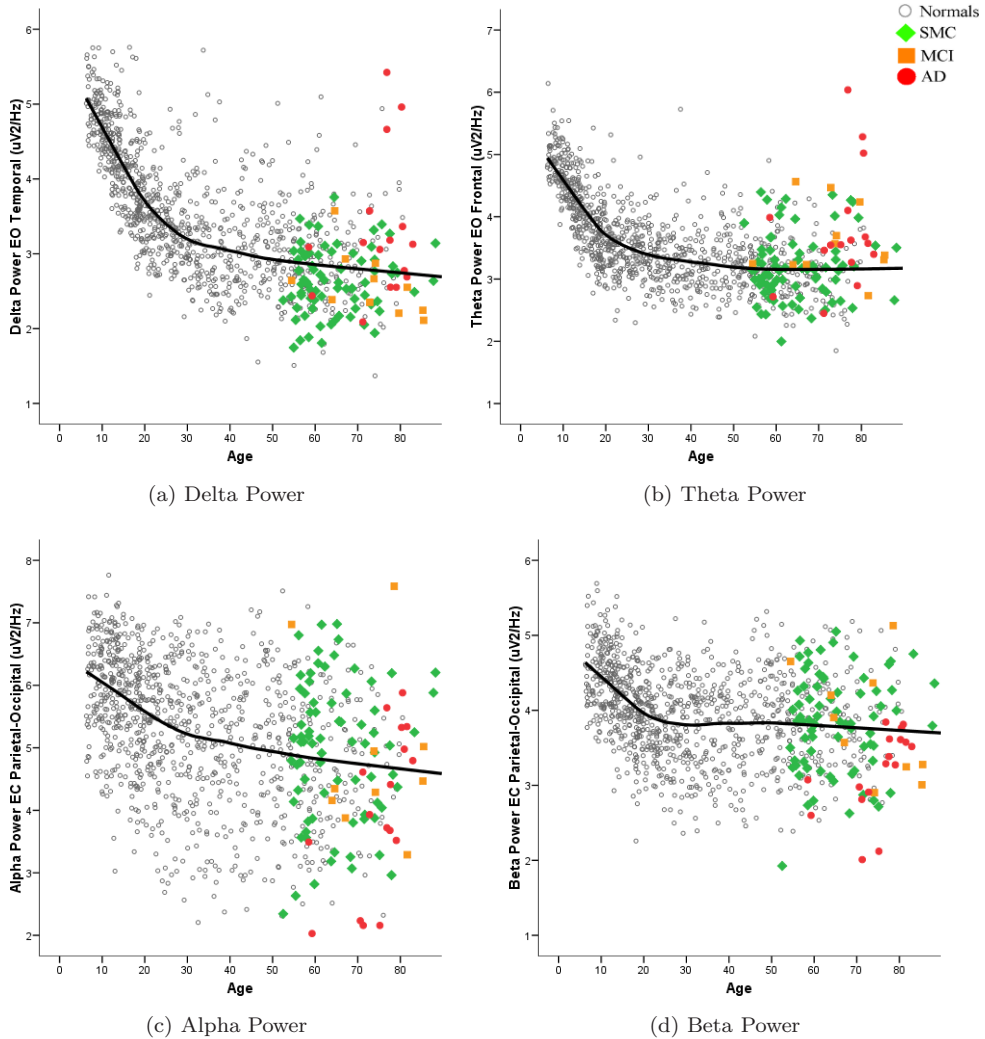 Normals
SMC
MCI
AD
Delta Power EO Temporal (uV2/Hz)
6
5
4
3
2
1
0 10 20 30 40 50 60 70 80
Age
(a) Delta Power
Theta Power EO Frontal (uV2/Hz)
7
6
5
4
3
2
1
0 10 20 30 40 50 60 70 80
Age
(b) Theta Power
Alpha Power EC Parietal-Occipital (uV2/Hz)
8
7
6
5
4
3
2
0 10 20 30 40 50 60 70 80
Age
(c) Alpha Power
Beta Power EC Parietal-Occipital (uV2/Hz)
6
5
4
3
2
1
0 10 20 30 40 50 60 70 80
Age
(d) Beta Power